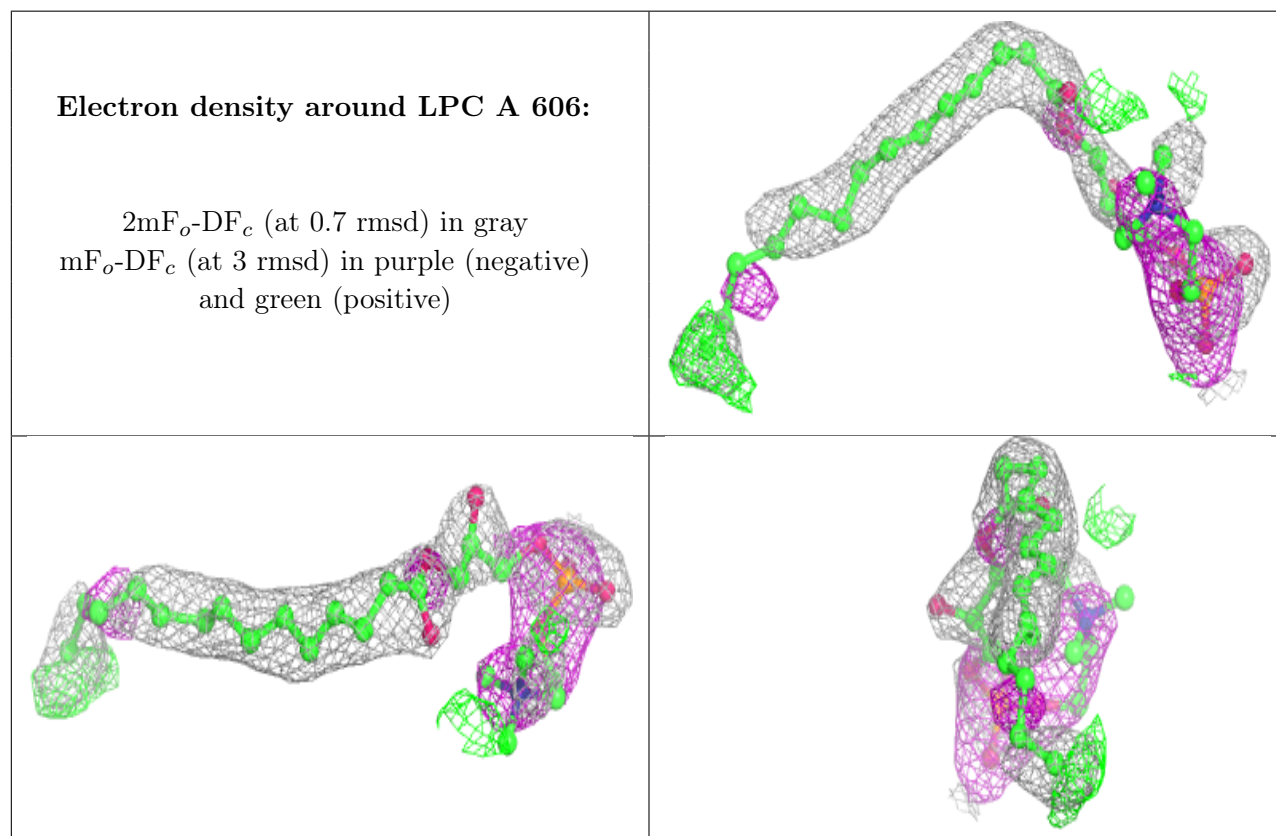 Electron density around LPC A 606:
2mFo-DFc (at 0.7 rmsd) in gray
mFo-DFc (at 3 rmsd) in purple (negative)
and green (positive)